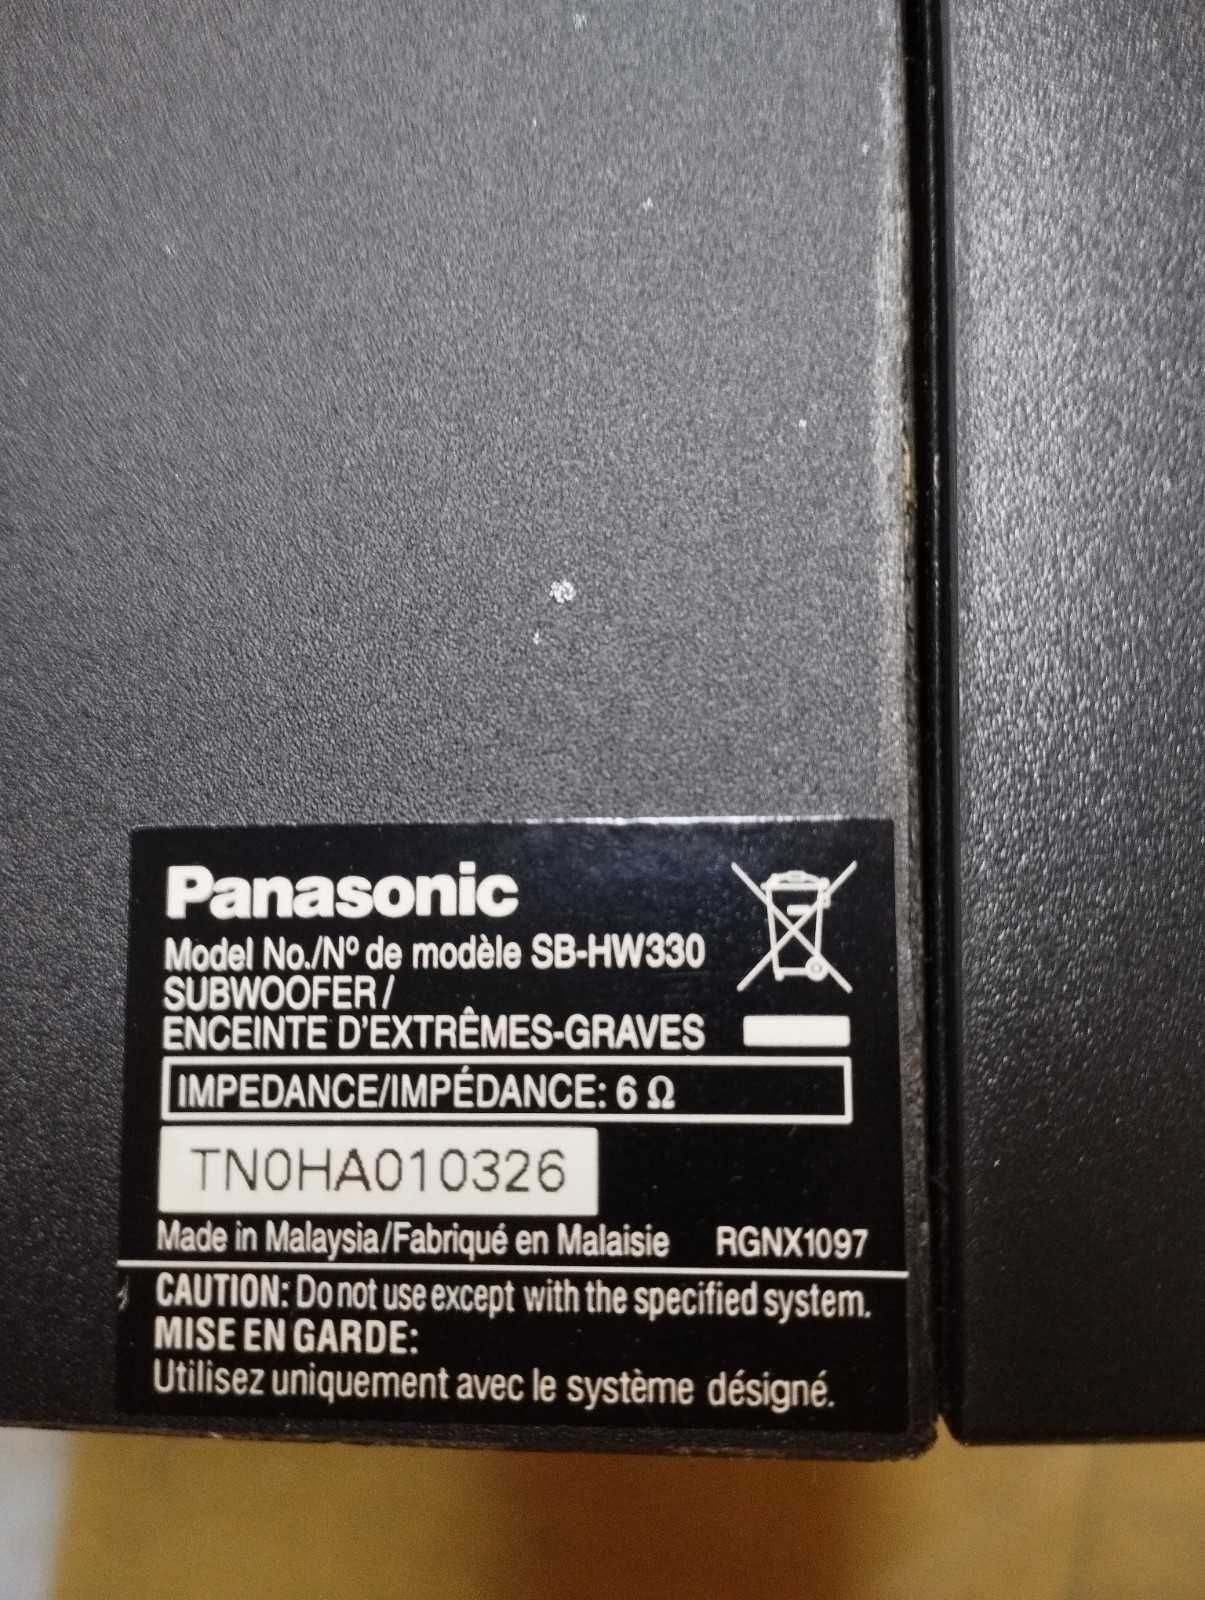 Panasonic
Model No./Nº de modèle SB-HW330
SUBWOOFER/
ENCEINTE D'EXTRÊMES-GRAVES
IMPEDANCE/IMPÉDANCE: 6 Ω
TN0HA010326
Made in Malaysia/Fabriqué en Malaisie RGNX1097
CAUTION: Do not use except with the specified system.
MISE EN GARDE:
Utilisez uniquement avec le système désigné.